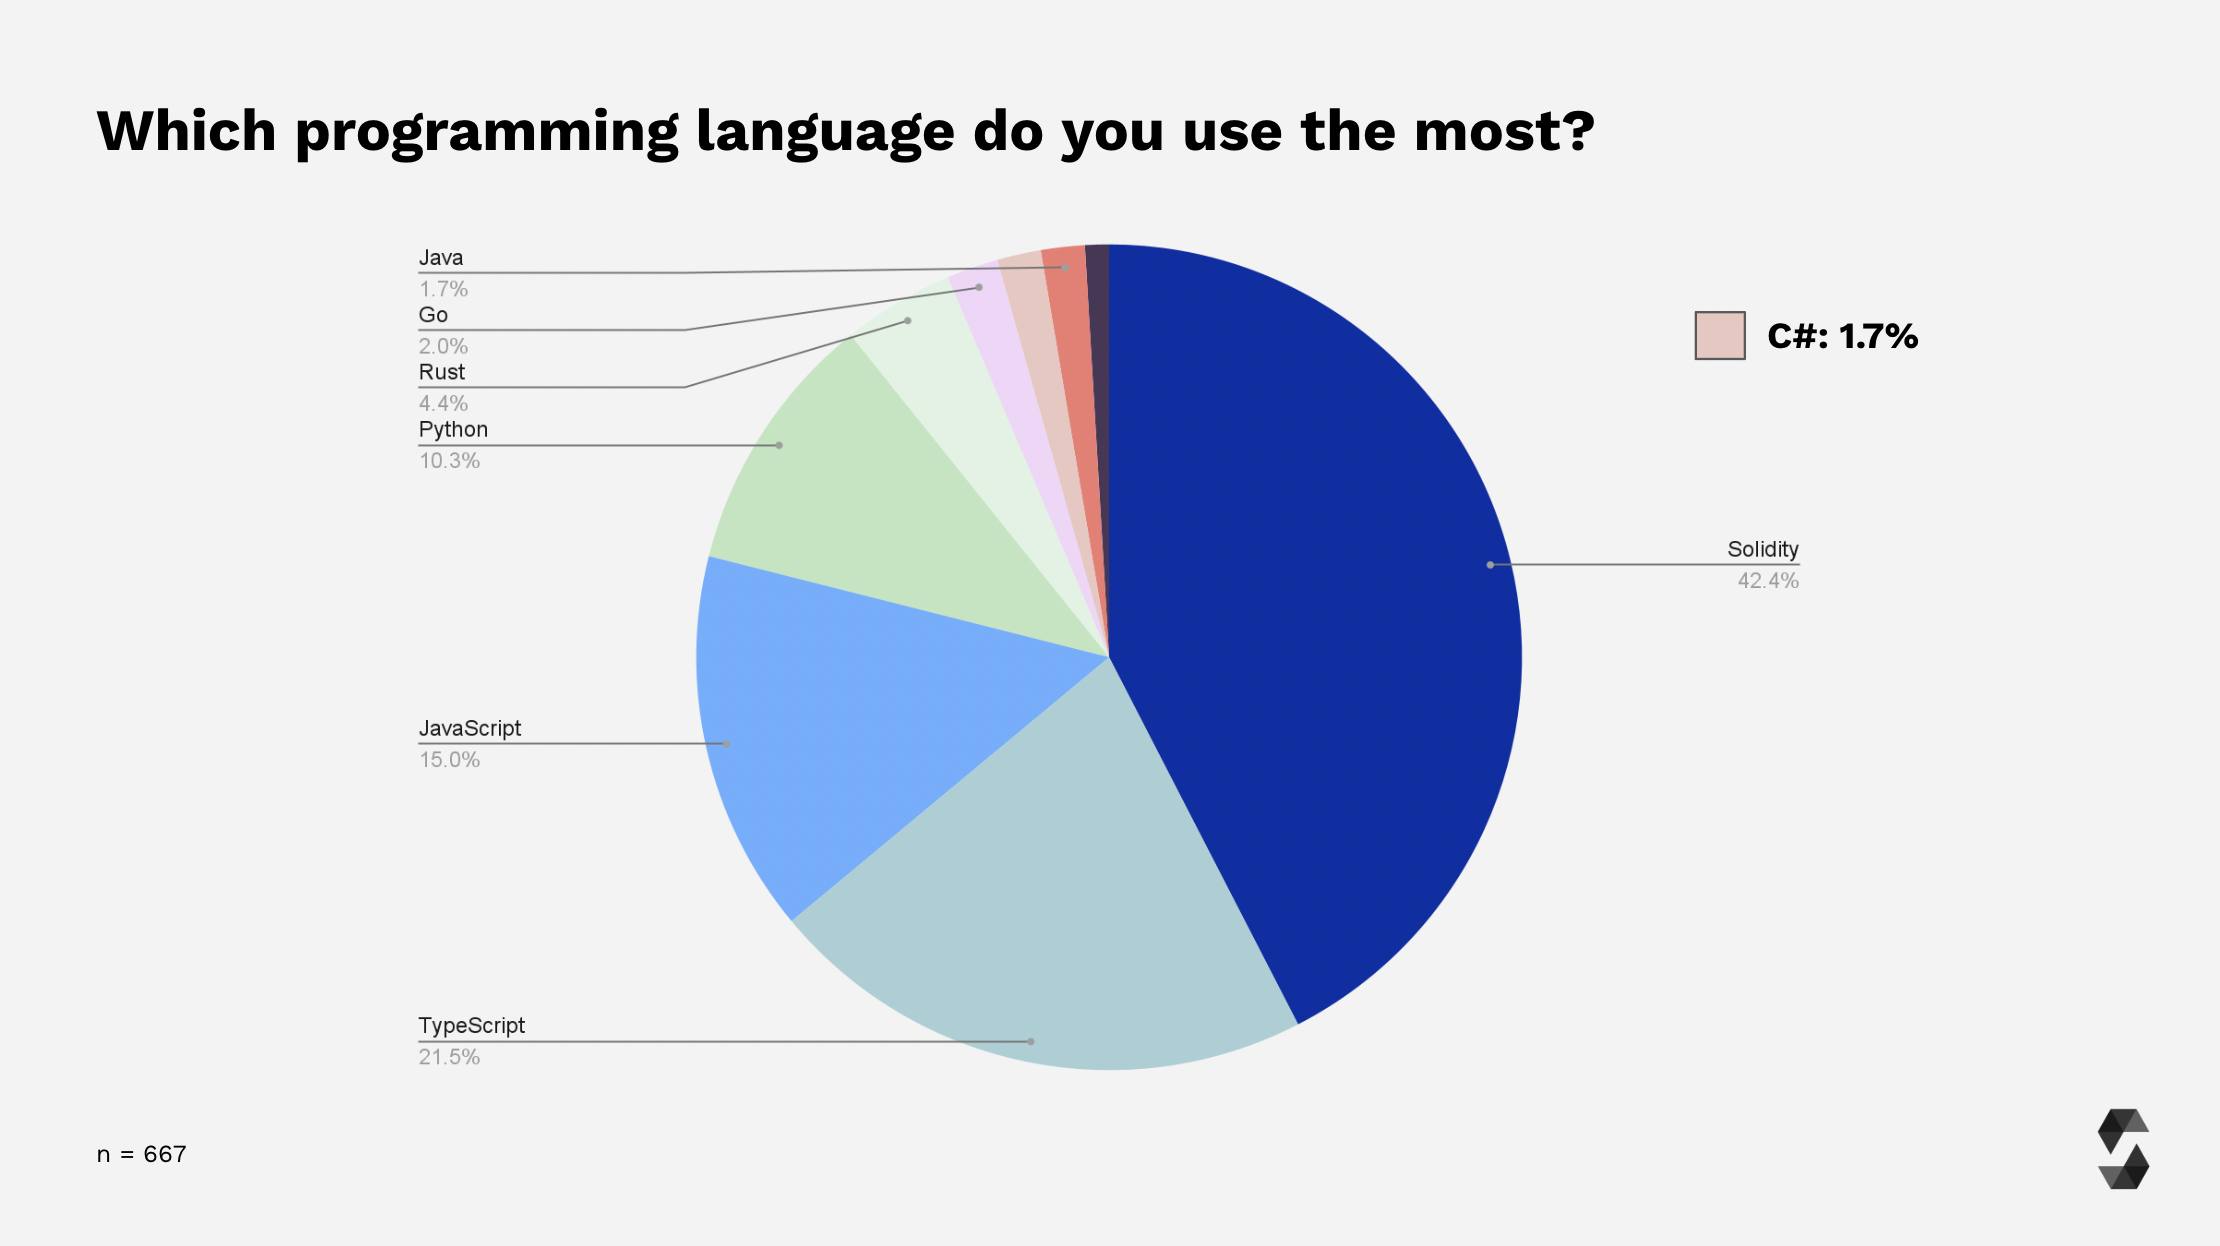 Which programming language do you use the most?
Java
1.7%
Go
2.0%
Rust
4.4%
Python
10.3%
C#: 1.7%
Solidity
42.4%
JavaScript
15.0%
TypeScript
21.5%
n = 667